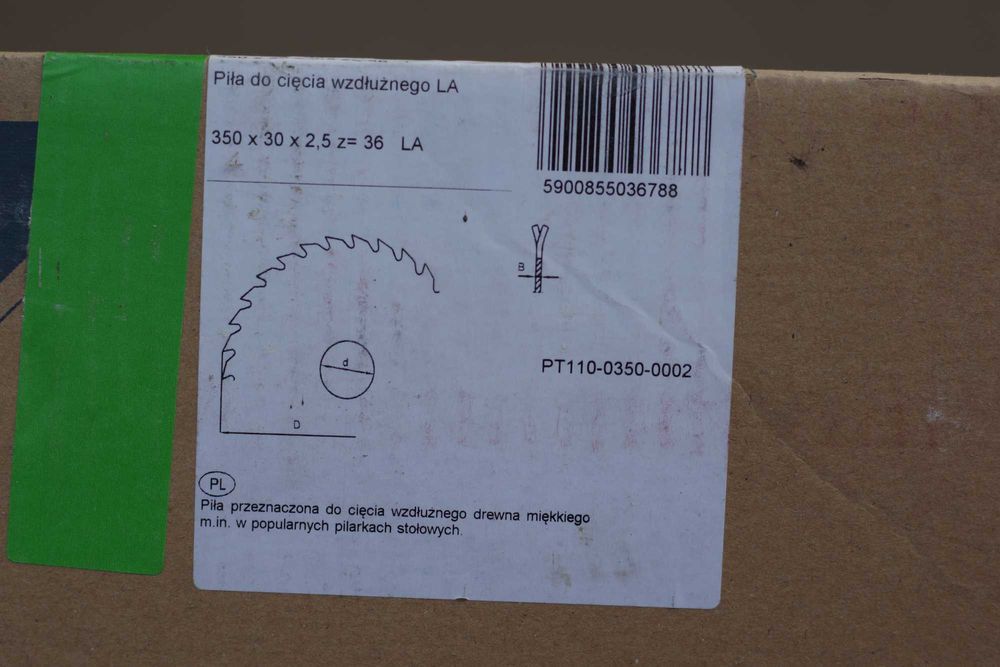 Piła do cięcia wzdłużnego LA
350 x 30 x 2,5 z= 36 LA
5900855036788
B
d
PT110-0350-0002
D
PL
Piła przeznaczona do cięcia wzdłużnego drewna miękkiego
m.in. w popularnych pilarkach stołowych.